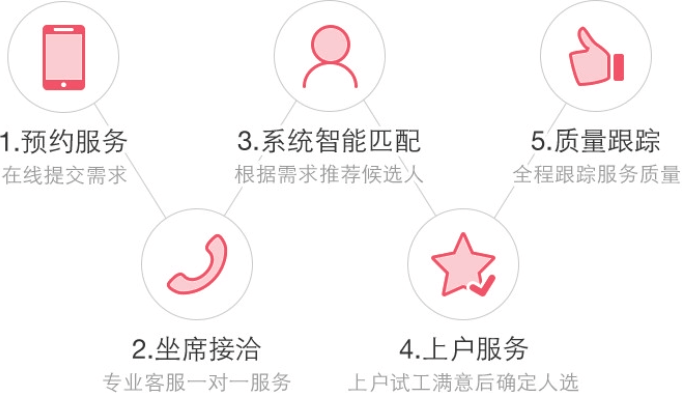 1.预约服务
在线提交需求
2.坐席接洽
专业客服一对一服务
3.系统智能匹配
根据需求推荐候选人
4.上户服务
上户试工满意后确定人选
5.质量跟踪
全程跟踪服务质量